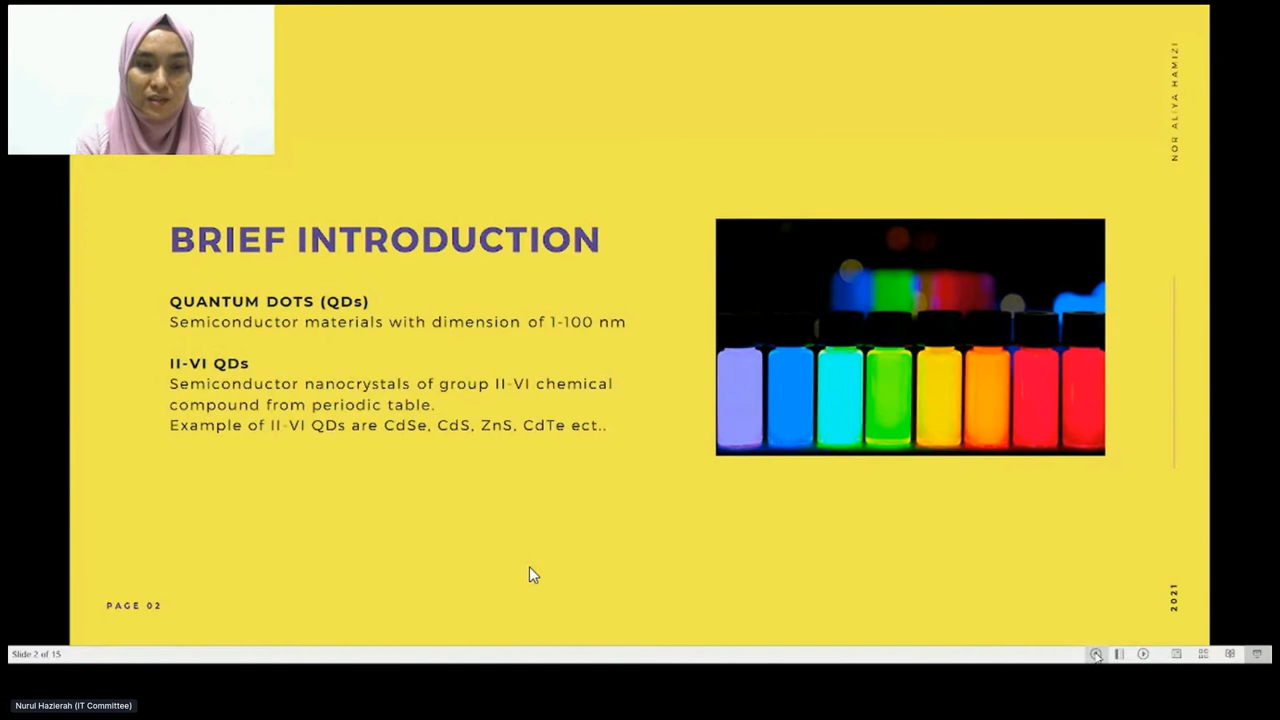 NOR ALIYA HAMIZI
BRIEF INTRODUCTION
QUANTUM DOTS (QDs)
Semiconductor materials with dimension of 1-100 nm
II-VI QDs
Semiconductor nanocrystals of group II-VI chemical
compound from periodic table.
Example of II-VI QDs are CdSe, CdS, ZnS, CdTe ect..
PAGE 02
2021
Slide 2 of 15
Nurul Hazierah (IT Committee)